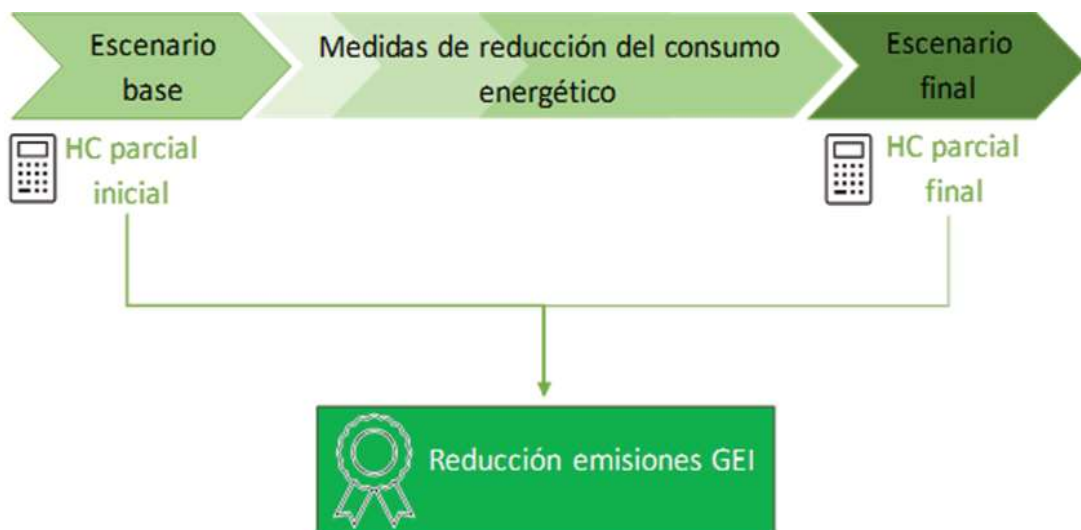 Escenario
base
Medidas de reducción del consumo
energético
Escenario
final
HC parcial
inicial
HC parcial
final
Reducción emisiones GEI